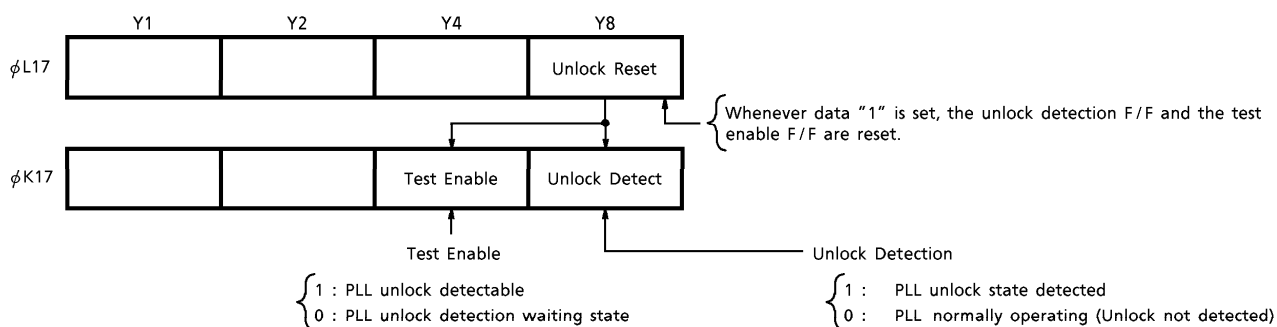 Y1 Y2 Y4 Y8
ϕL17 Unlock Reset
Whenever data "1" is set, the unlock detection F/F and the test
enable F/F are reset.
ϕK17 Test Enable Unlock Detect
Test Enable Unlock Detection
1 : PLL unlock detectable 1 : PLL unlock state detected
0 : PLL unlock detection waiting state 0 : PLL normally operating (Unlock not detected)